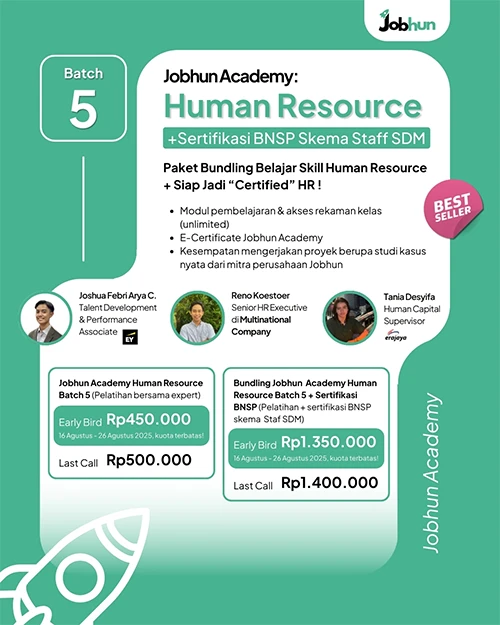 Jobhun
Batch
5
Jobhun Academy:
Human Resource
+Sertifikasi BNSP Skema Staff SDM
Paket Bundling Belajar Skill Human Resource
+ Siap Jadi “Certified” HR !
• Modul pembelajaran & akses rekaman kelas
(unlimited)
• E-Certificate Jobhun Academy
• Kesempatan mengerjakan proyek berupa studi kasus
nyata dari mitra perusahaan Jobhun
BEST
SELLER
Joshua Febri Arya C.
Talent Development
& Performance
Associate
EY
Reno Koestoer
Senior HR Executive
di Multinational
Company
Tania Desyifa
Human Capital
Supervisor
erajaya
Jobhun Academy Human Resource
Batch 5 (Pelatihan bersama expert)
Early Bird Rp450.000
16 Agustus - 26 Agustus 2025, kuota terbatas!
Last Call Rp500.000
Bundling Jobhun Academy Human
Resource Batch 5 + Sertifikasi
BNSP (Pelatihan + sertifikasi BNSP
skema Staf SDM)
Early Bird Rp1.350.000
16 Agustus - 26 Agustus 2025, kuota terbatas!
Last Call Rp1.400.000
Jobhun Academy